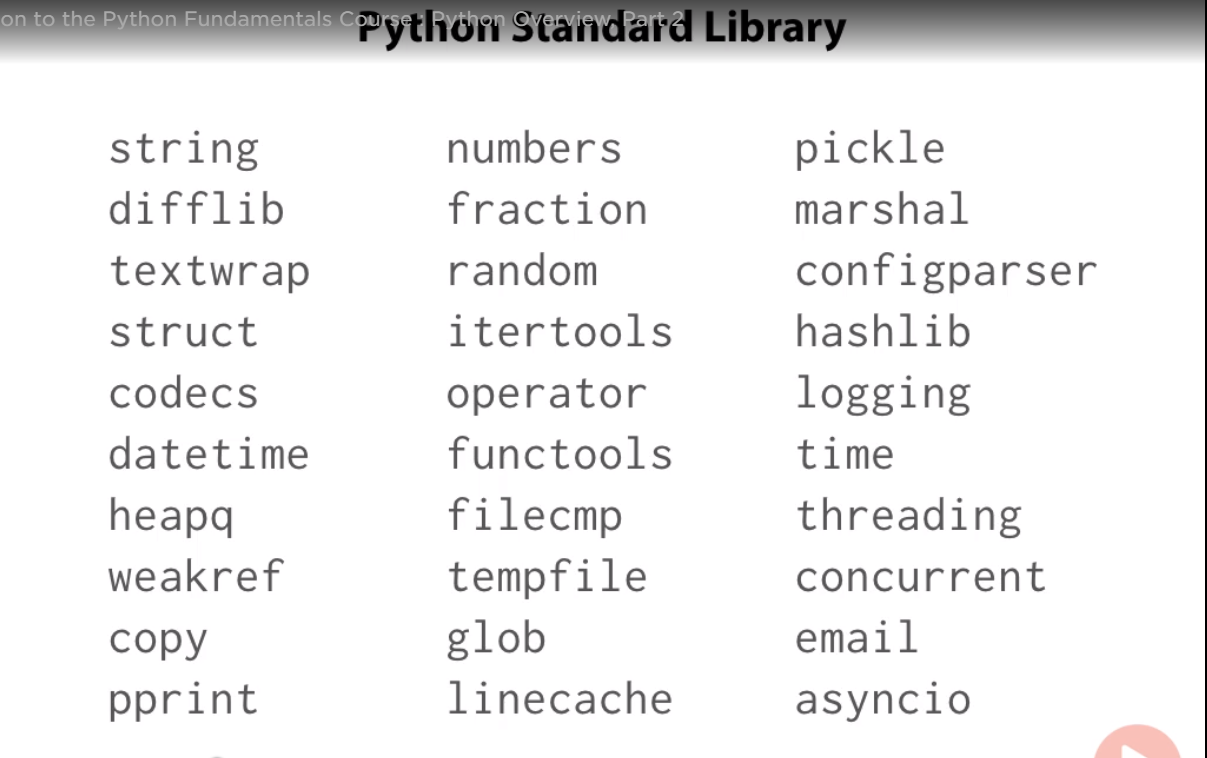 on to the Python Fundamentals Course : Python Overview, Part 2
Python Standard Library
string numbers pickle
difflib fraction marshal
textwrap random configparser
struct itertools hashlib
codecs operator logging
datetime functools time
heapq filecmp threading
weakref tempfile concurrent
copy glob email
pprint linecache asyncio